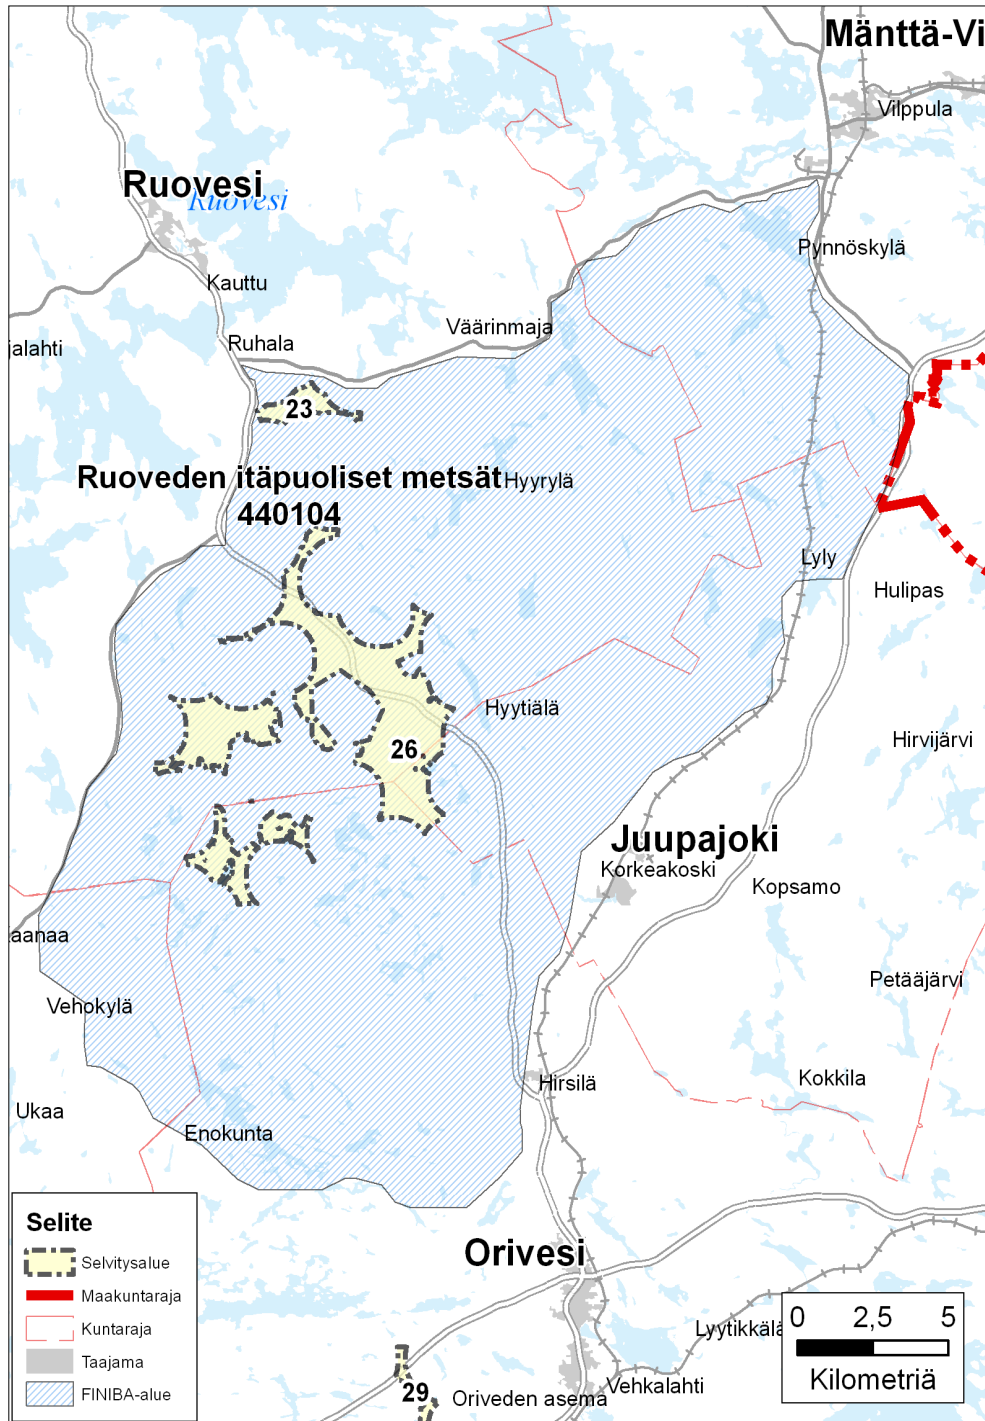 Mänttä-Vi
Vilppula
Ruovesi
Ruovesi
Pynnöskylä
Kauttu
Väärinmaja
Ruhala
jalahti
23
Ruoveden itäpuoliset metsät
440104
Hyyrylä
Lyly
Hulipas
Hyytiälä
26
Hirvijärvi
Juupajoki
Korkeakoski
Kopsamo
aanaa
Petääjärvi
Vehokylä
Hirsilä
Kokkila
Ukaa
Enokunta
Orivesi
Lyytikkälä
Vehkalahti
29
Oriveden asema
Selite
Selvitysalue
Maakuntaraja
Kuntaraja
Taajama
FINIBA-alue
0 2,5 5
Kilometriä